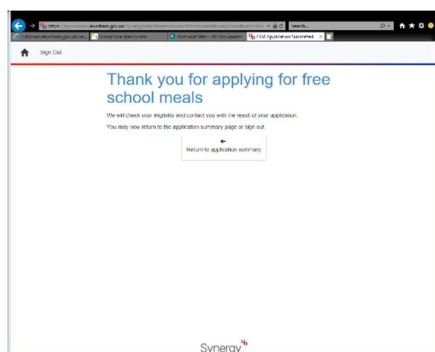 Sign Out
Thank you for applying for free
school meals
We will check your eligibility and contact you with the result of your application.
You may now return to the application summary page or sign out.
Return to application summary
Synergy